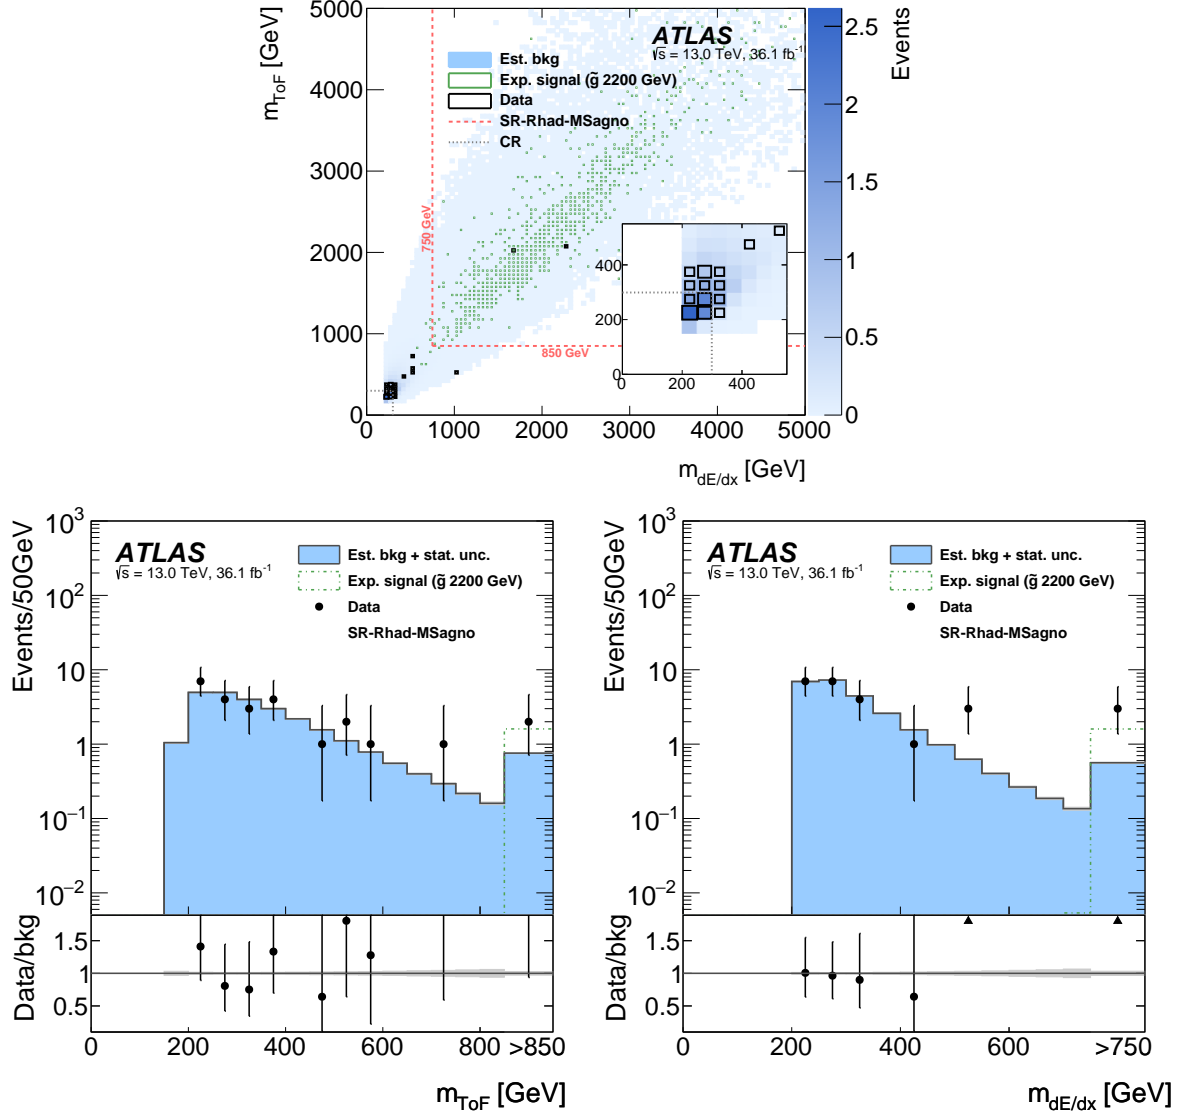 m_ToF [GeV]
5000
4000
3000
2000
1000
0
0 1000 2000 3000 4000 5000
m_dE/dx [GeV]
ATLAS
√s = 13.0 TeV, 36.1 fb⁻¹
Est. bkg
Exp. signal (g̃ 2200 GeV)
Data
SR-Rhad-MSagno
CR
750 GeV
850 GeV
400
200
0
0 200 400
Events
2.5
2
1.5
1
0.5
0
Events/50GeV
10³
10²
10
1
10⁻¹
10⁻²
ATLAS
√s = 13.0 TeV, 36.1 fb⁻¹
Est. bkg + stat. unc.
Exp. signal (g̃ 2200 GeV)
Data
SR-Rhad-MSagno
Data/bkg
1.5
1
0.5
0 200 400 600 >850
m_ToF [GeV]
Events/50GeV
10³
10²
10
1
10⁻¹
10⁻²
ATLAS
√s = 13.0 TeV, 36.1 fb⁻¹
Est. bkg + stat. unc.
Exp. signal (g̃ 2200 GeV)
Data
SR-Rhad-MSagno
Data/bkg
1.5
1
0.5
0 200 400 600 >750
m_dE/dx [GeV]